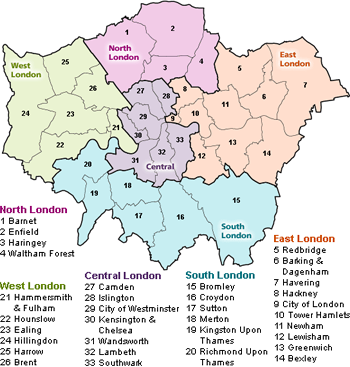 1
2
North
London
3
4
West
London
25
26
24
23
22
21
East
London
5
6
7
8
9
10
11
12
13
14
27
28
29
30
31
32
33
Central
20
19
18
17
16
15
South
London
North London
1 Barnet
2 Enfield
3 Haringey
4 Waltham Forest
West London
21 Hammersmith
& Fulham
22 Hounslow
23 Ealing
24 Hillingdon
25 Harrow
26 Brent
Central London
27 Camden
28 Islington
29 City of Westminster
30 Kensington &
Chelsea
31 Wandsworth
32 Lambeth
33 Southwark
South London
15 Bromley
16 Croydon
17 Sutton
18 Merton
19 Kingston Upon
Thames
20 Richmond Upon
Thames
East London
5 Redbridge
6 Barking &
Dagenham
7 Havering
8 Hackney
9 City of London
10 Tower Hamlets
11 Newham
12 Lewisham
13 Greenwich
14 Bexley